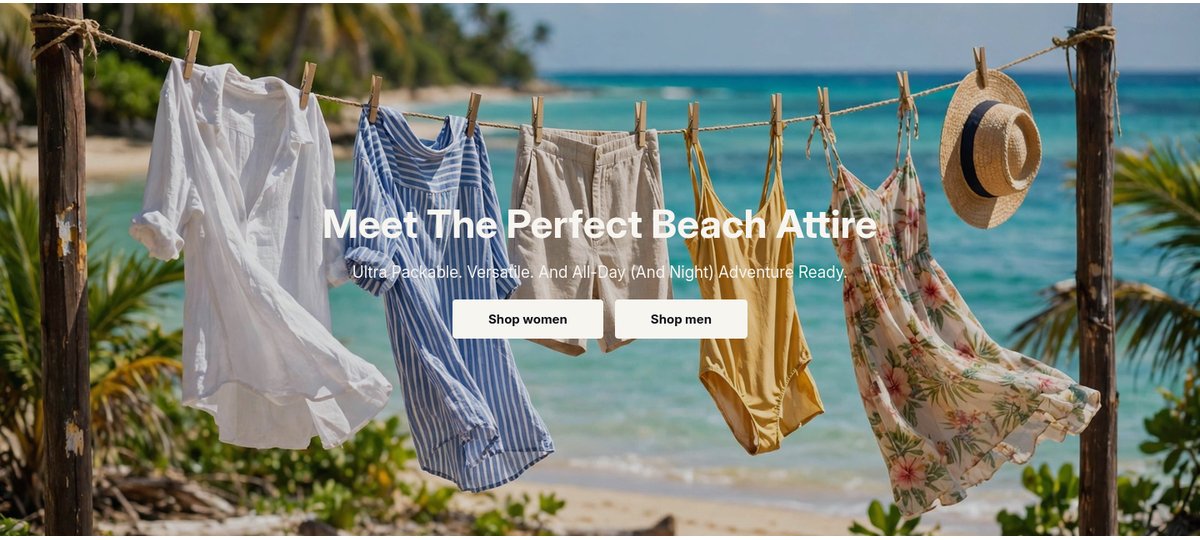 Meet The Perfect Beach Attire
Ultra Packable. Versatile. And All-Day (And Night) Adventure Ready.
Shop women
Shop men